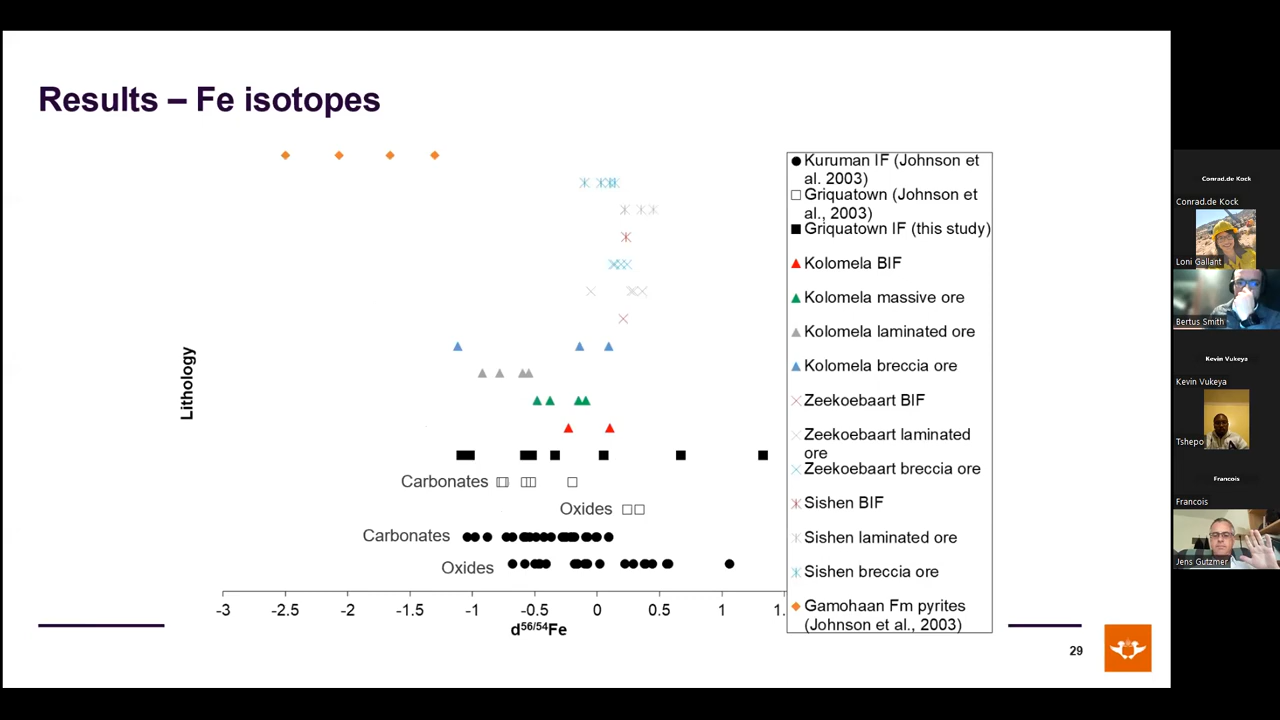 Results – Fe isotopes
Kuruman IF (Johnson et
al. 2003)
Griquatown (Johnson et
al., 2003)
Griquatown IF (this study)
Kolomela BIF
Kolomela massive ore
Kolomela laminated ore
Kolomela breccia ore
Zeekoebaart BIF
Zeekoebaart laminated
ore
Zeekoebaart breccia ore
Sishen BIF
Sishen laminated ore
Sishen breccia ore
Gamohaan Fm pyrites
(Johnson et al., 2003)
Lithology
Carbonates
Oxides
Carbonates
Oxides
-3 -2.5 -2 -1.5 -1 -0.5 0 0.5 1 1.
d56/54Fe
29
Conrad.de Kock
Conrad.de Kock
Loni Gallant
Bertus Smith
Kevin Vukeya
Kevin Vukeya
Tshepo
Francois
Francois
Jens Gutzmer